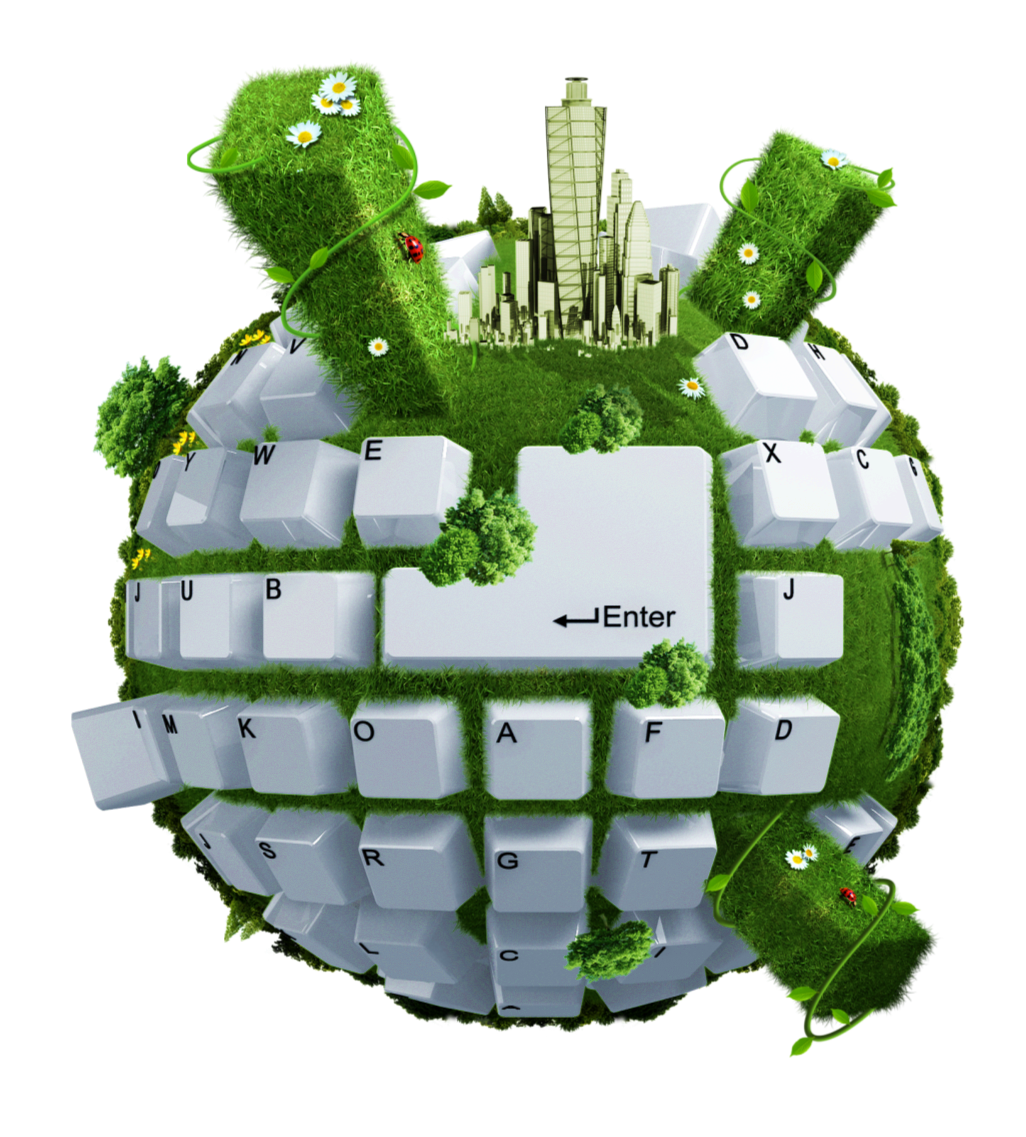 N V D H
Y W E X C G
J U B Enter J
I M K O A F D
J S R G T E
L C